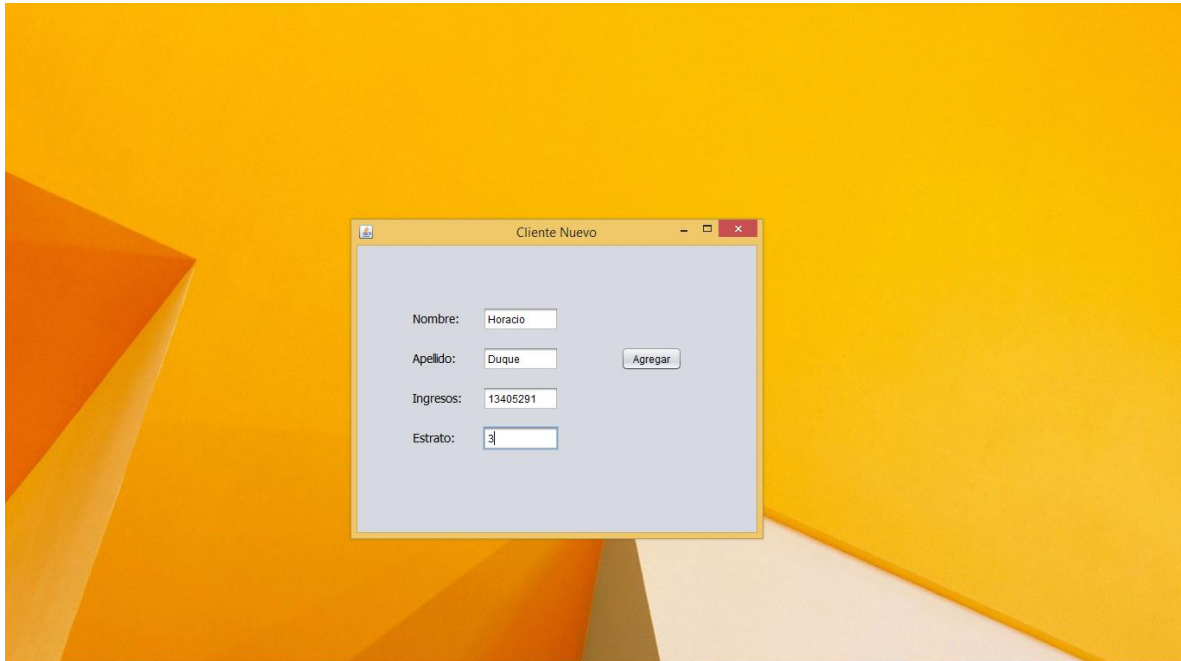 Cliente Nuevo
Nombre: Horacio
Apellido: Duque Agregar
Ingresos: 13405291
Estrato: 3